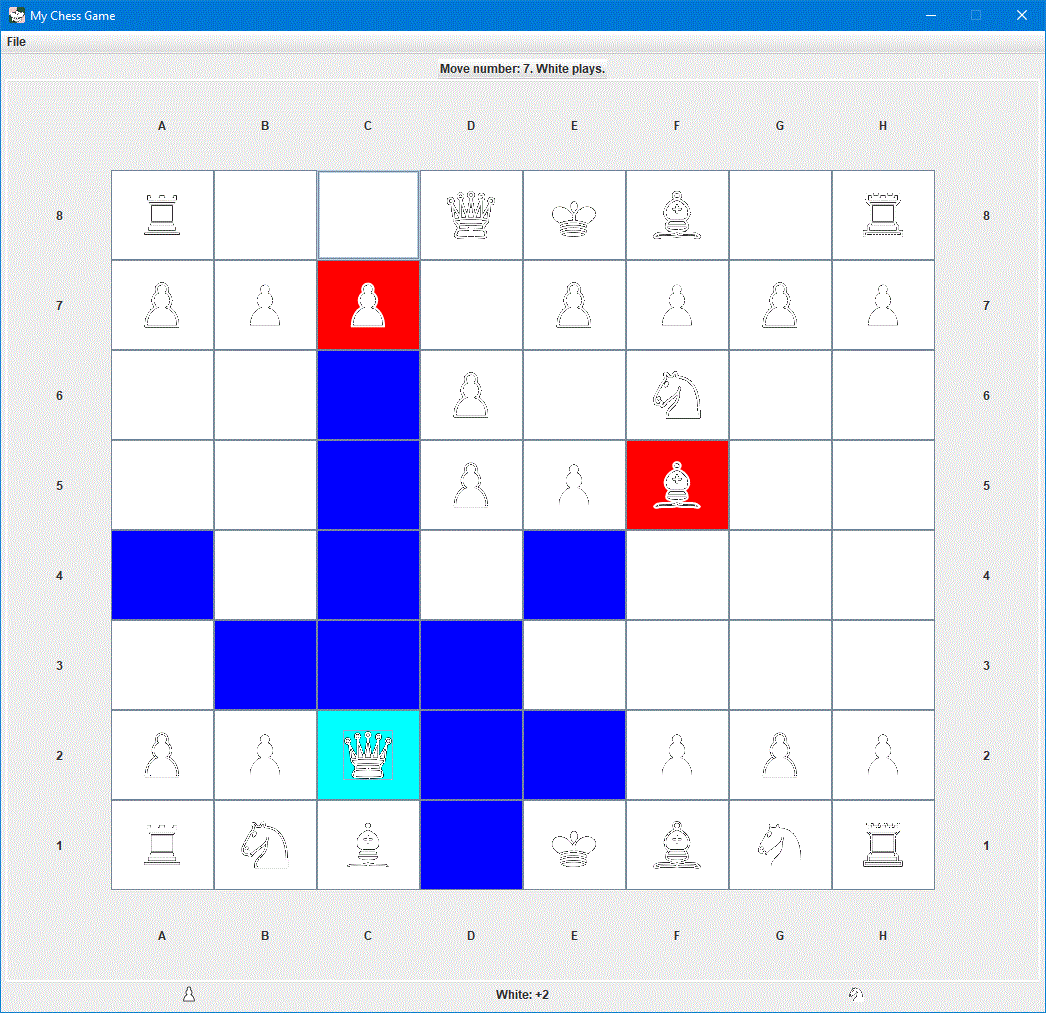 My Chess Game
File
Move number: 7. White plays.
A B C D E F G H
8 8
7 7
6 6
5 5
4 4
3 3
2 2
1 1
A B C D E F G H
White: +2